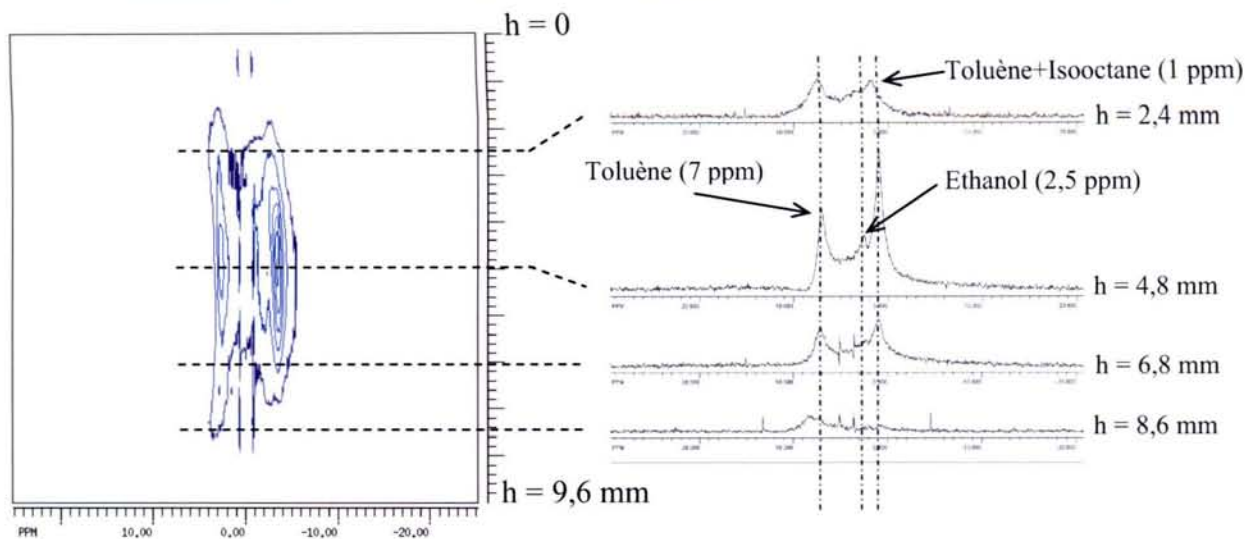 h = 0
Toluène+Isooctane (1 ppm)
h = 2,4 mm
Toluène (7 ppm)
Ethanol (2,5 ppm)
h = 4,8 mm
h = 6,8 mm
h = 8,6 mm
h = 9,6 mm
PPM 10.00 0.00 -10.00 -20.00